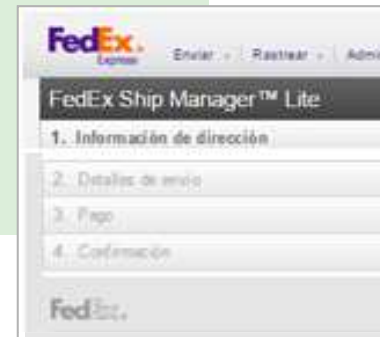 FedEx.
Express
Enviar Rastrear Admi
FedEx Ship Manager™ Lite
1. Información de dirección
2. Detalles de envío
3. Pago
4. Confirmación
FedEx.